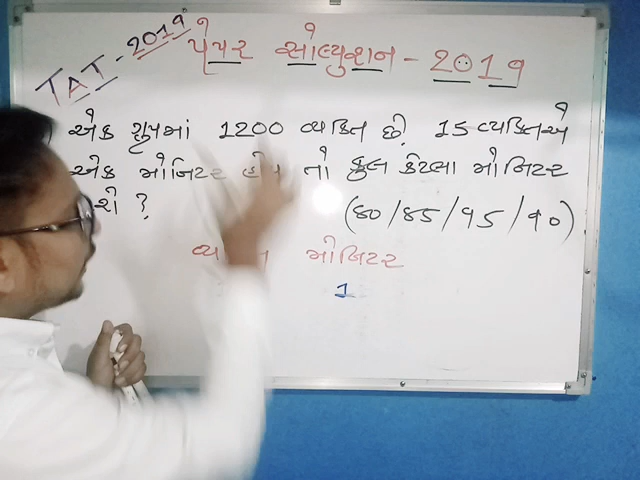 TAT-2019
પેપર સોલ્યુશન - 2019
એક ગ્રુપમાં 1200 વ્યકિત છે. 15 વ્યકિતએ
એક મોનિટર તો કુલ કેટલા મોનિટર
શે ?
(80/85/95/90)
મોનિટર
1